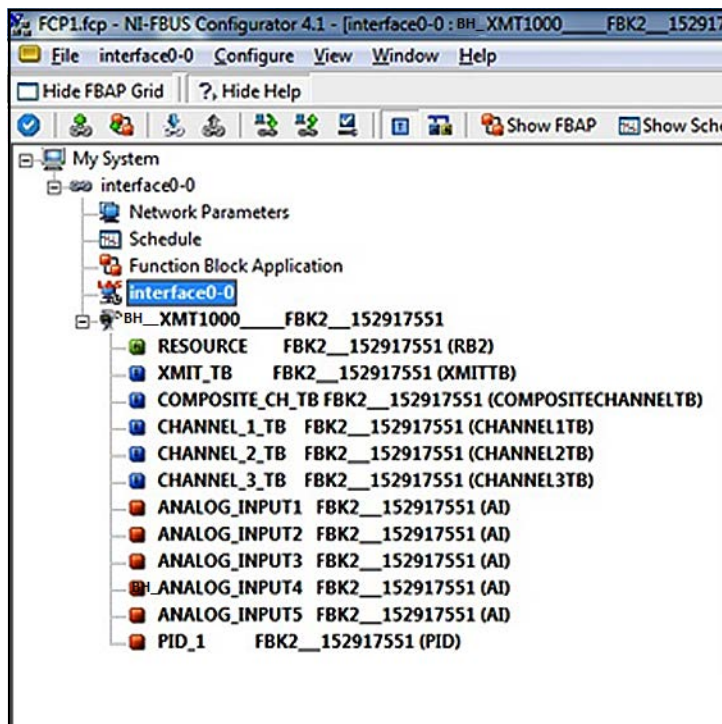 FCP1.fcp - NI-FBUS Configurator 4.1 - [interface0-0 : BH_XMT1000____FBK2__152917
File interface0-0 Configure View Window Help
Hide FBAP Grid ?, Hide Help
Show FBAP Show Sche
My System
interface0-0
Network Parameters
Schedule
Function Block Application
interface0-0
BH__XMT1000____FBK2__152917551
RESOURCE FBK2__152917551 (RB2)
XMIT_TB FBK2__152917551 (XMITTB)
COMPOSITE_CH_TB FBK2__152917551 (COMPOSITECHANNELTB)
CHANNEL_1_TB FBK2__152917551 (CHANNEL1TB)
CHANNEL_2_TB FBK2__152917551 (CHANNEL2TB)
CHANNEL_3_TB FBK2__152917551 (CHANNEL3TB)
ANALOG_INPUT1 FBK2__152917551 (AI)
ANALOG_INPUT2 FBK2__152917551 (AI)
ANALOG_INPUT3 FBK2__152917551 (AI)
BH_ANALOG_INPUT4 FBK2__152917551 (AI)
ANALOG_INPUT5 FBK2__152917551 (AI)
PID_1 FBK2__152917551 (PID)